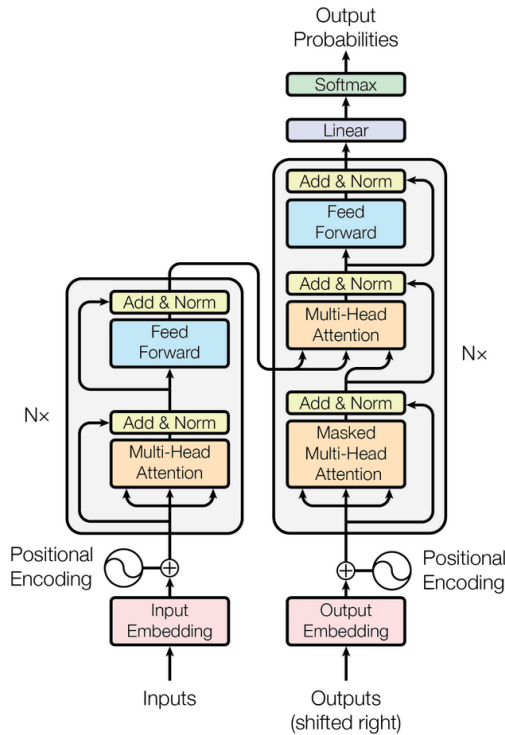 Output
Probabilities
Softmax
Linear
Add & Norm
Feed
Forward
Add & Norm
Multi-Head
Attention
Add & Norm
Masked
Multi-Head
Attention
N×
Positional
Encoding
Output
Embedding
Outputs
(shifted right)
Add & Norm
Feed
Forward
Add & Norm
Multi-Head
Attention
N×
Positional
Encoding
Input
Embedding
Inputs